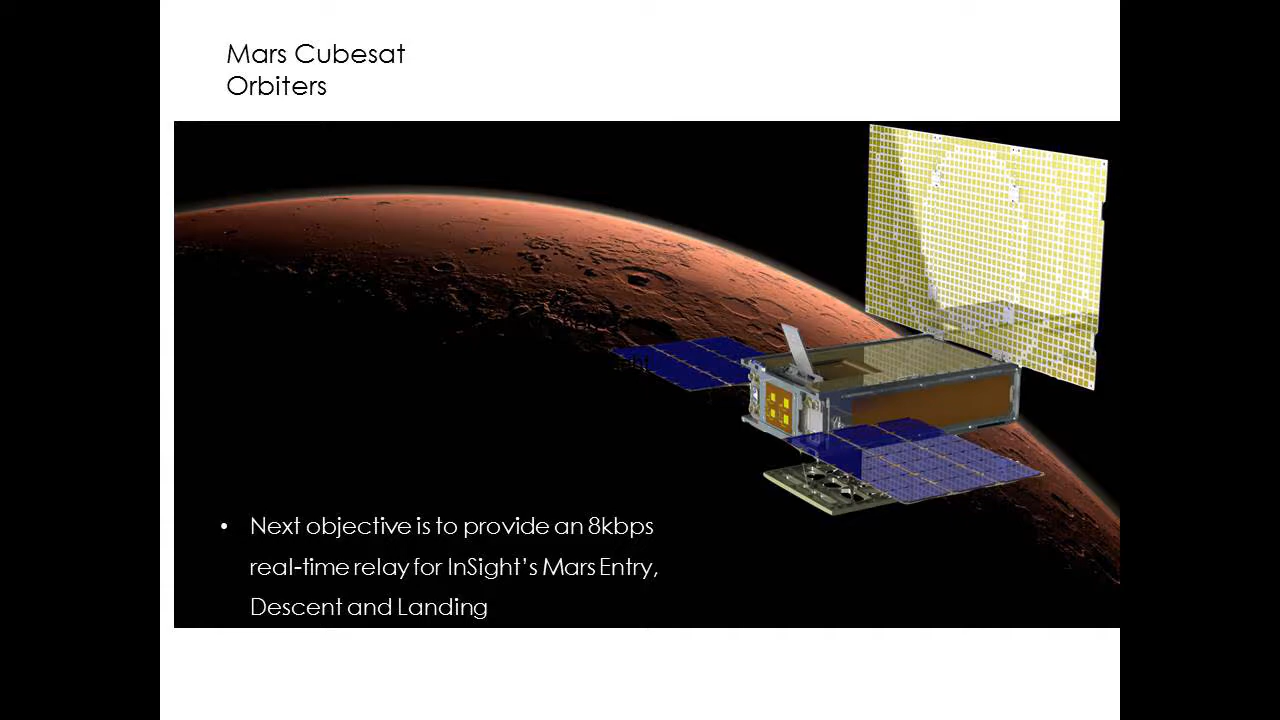 Mars Cubesat
Orbiters
• Next objective is to provide an 8kbps
real-time relay for InSight's Mars Entry,
Descent and Landing